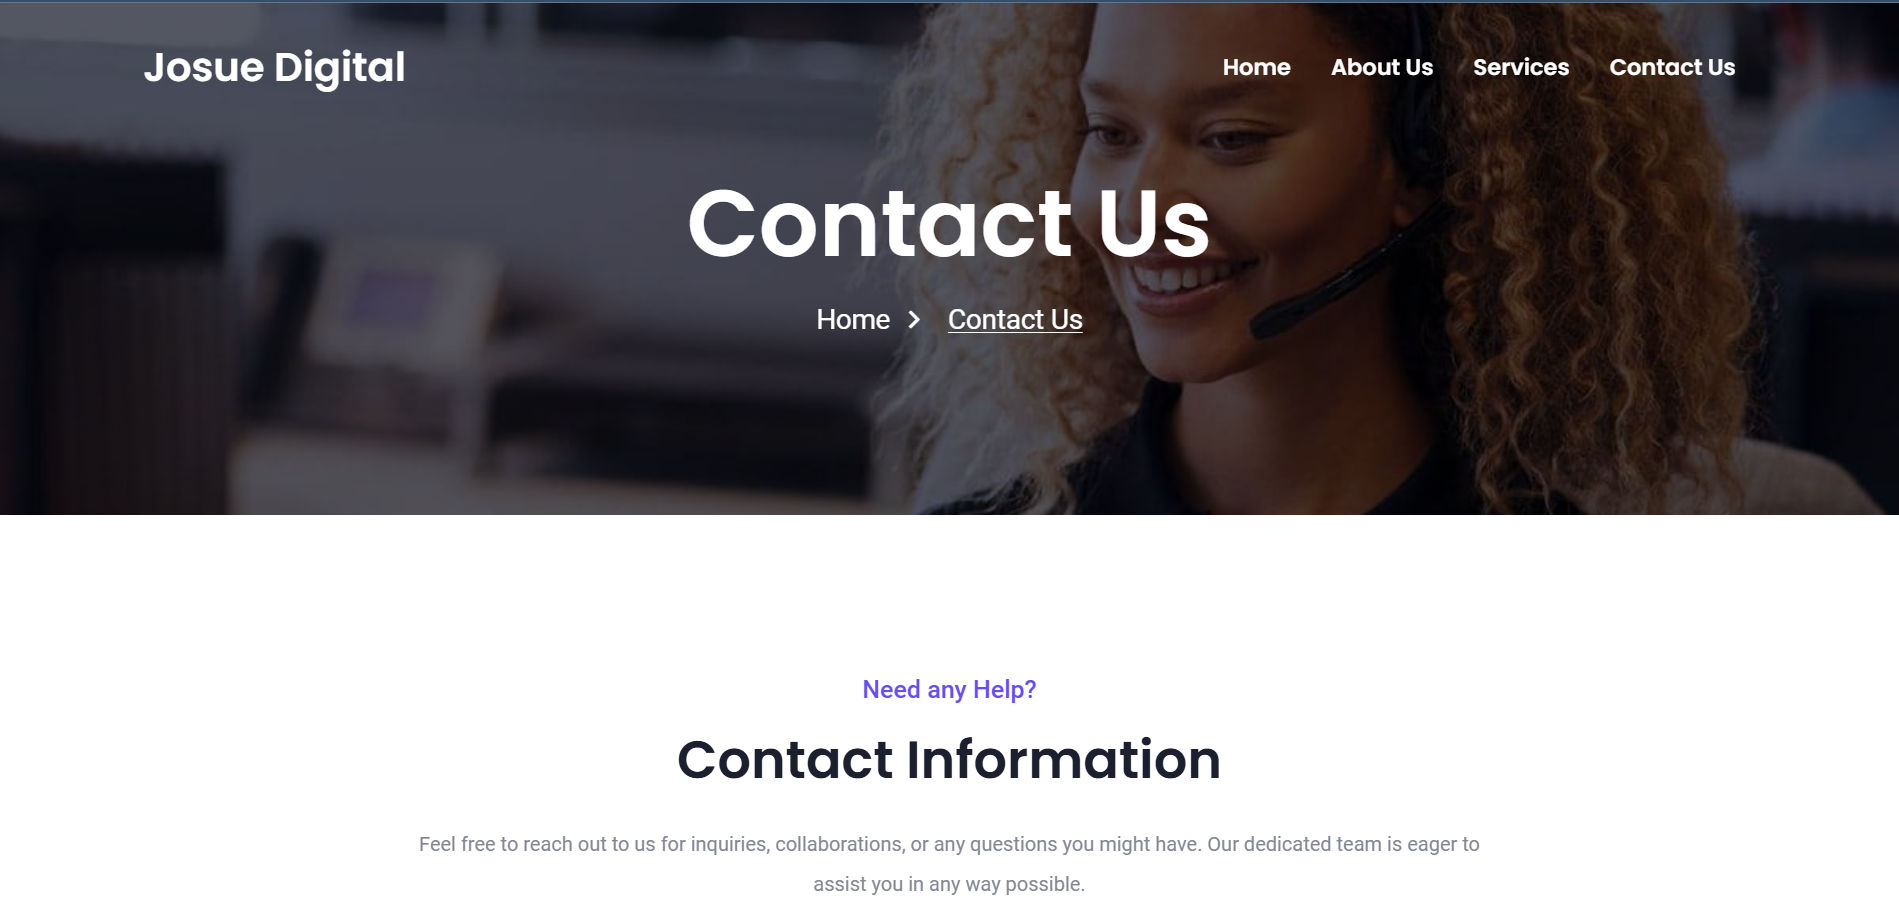 Josue Digital
Home About Us Services Contact Us
Contact Us
Home > Contact Us
Need any Help?
Contact Information
Feel free to reach out to us for inquiries, collaborations, or any questions you might have. Our dedicated team is eager to
assist you in any way possible.